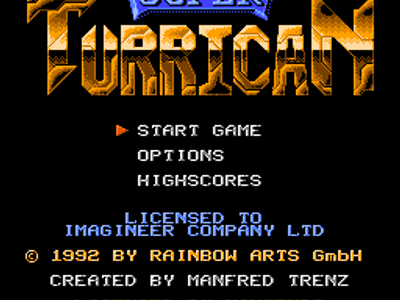 SUPER
TURRICAN
START GAME
OPTIONS
HIGHSCORES
LICENSED TO
IMAGINEER COMPANY LTD
© 1992 BY RAINBOW ARTS GmbH
CREATED BY MANFRED TRENZ